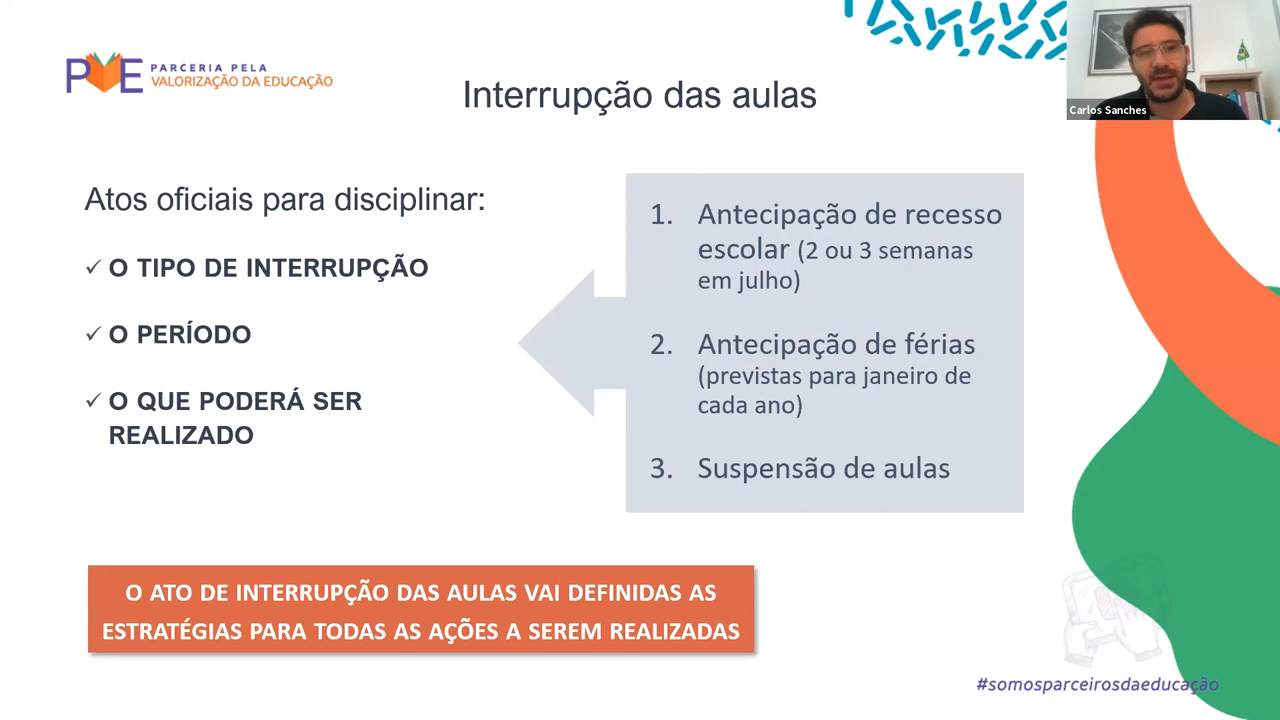 PVE PARCERIA PELA
VALORIZAÇÃO DA EDUCAÇÃO
Interrupção das aulas
Carlos Sanches
Atos oficiais para disciplinar:
✓ O TIPO DE INTERRUPÇÃO
✓ O PERÍODO
✓ O QUE PODERÁ SER
REALIZADO
1. Antecipação de recesso
escolar (2 ou 3 semanas
em julho)
2. Antecipação de férias
(previstas para janeiro de
cada ano)
3. Suspensão de aulas
O ATO DE INTERRUPÇÃO DAS AULAS VAI DEFINIDAS AS
ESTRATÉGIAS PARA TODAS AS AÇÕES A SEREM REALIZADAS
#somosparceirosdaeducação